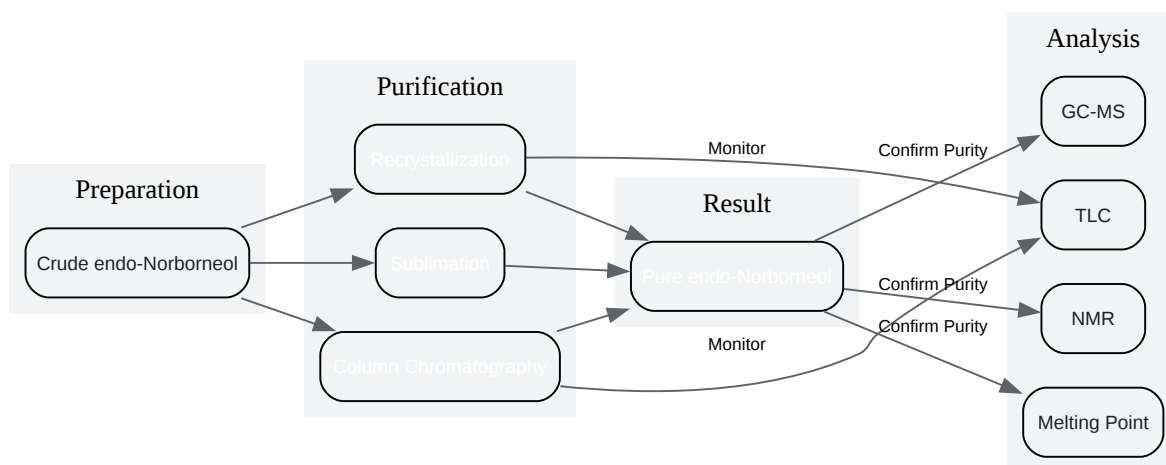 Preparation
Crude endo-Norborneol
Purification
Recrystallization
Sublimation
Column Chromatography
Result
Pure endo-Norborneol
Monitor
Monitor
Confirm Purity
Confirm Purity
Confirm Purity
Analysis
GC-MS
TLC
NMR
Melting Point